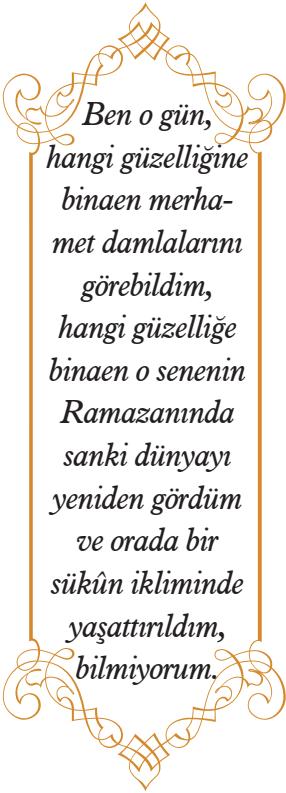 Ben o gün,
hangi güzelliğine
binaen merha-
met damlalarını
görebildim,
hangi güzelliğe
binaen o senenin
Ramazanında
sanki dünyayı
yeniden gördüm
ve orada bir
sükûn ikliminde
yaşattırıldım,
bilmiyorum.